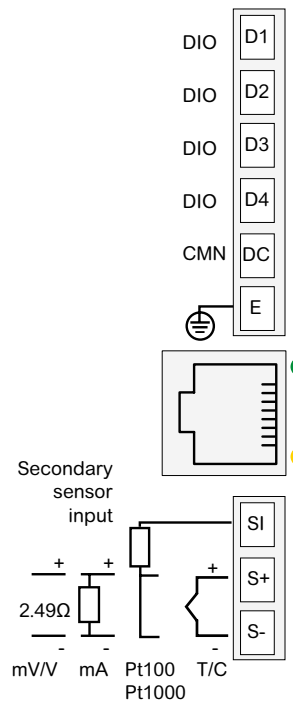 DIO D1
DIO D2
DIO D3
DIO D4
CMN DC
E
Secondary
sensor
input
SI
+ + + S+
2.49Ω
- - - S-
mV/V mA Pt100 T/C
Pt1000